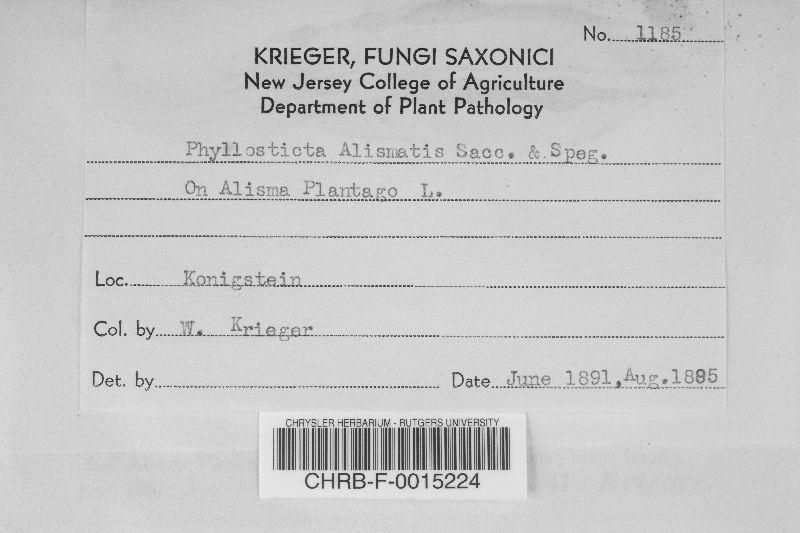 No. 1185
KRIEGER, FUNGI SAXONICI
New Jersey College of Agriculture
Department of Plant Pathology
Phyllosticta Alismatis Sacc. & Speg.
On Alisma Plantago L.
Loc. Konigstein
Col. by W. Krieger
Det. by
Date June 1891, Aug. 1895
CHRYSLER HERBARIUM - RUTGERS UNIVERSITY
CHRB-F-0015224